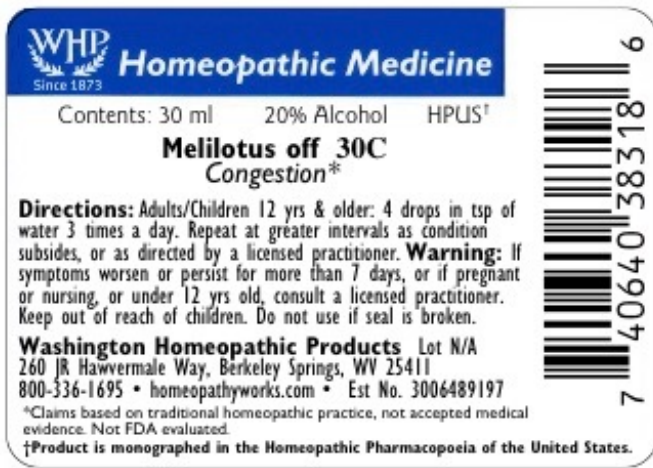 WHP
Since 1873
Homeopathic Medicine
Contents: 30 ml 20% Alcohol HPUS†
Melilotus off 30C
Congestion*
Directions: Adults/Children 12 yrs & older: 4 drops in tsp of
water 3 times a day. Repeat at greater intervals as condition
subsides, or as directed by a licensed practitioner. Warning: If
symptoms worsen or persist for more than 7 days, or if pregnant
or nursing, or under 12 yrs old, consult a licensed practitioner.
Keep out of reach of children. Do not use if seal is broken.
Washington Homeopathic Products Lot N/A
260 JR Hawvermale Way, Berkeley Springs, WV 25411
800-336-1695 • homeopathyworks.com • Est No. 3006489197
*Claims based on traditional homeopathic practice, not accepted medical
evidence. Not FDA evaluated.
†Product is monographed in the Homeopathic Pharmacopoeia of the United States.
7 40640 38318 6